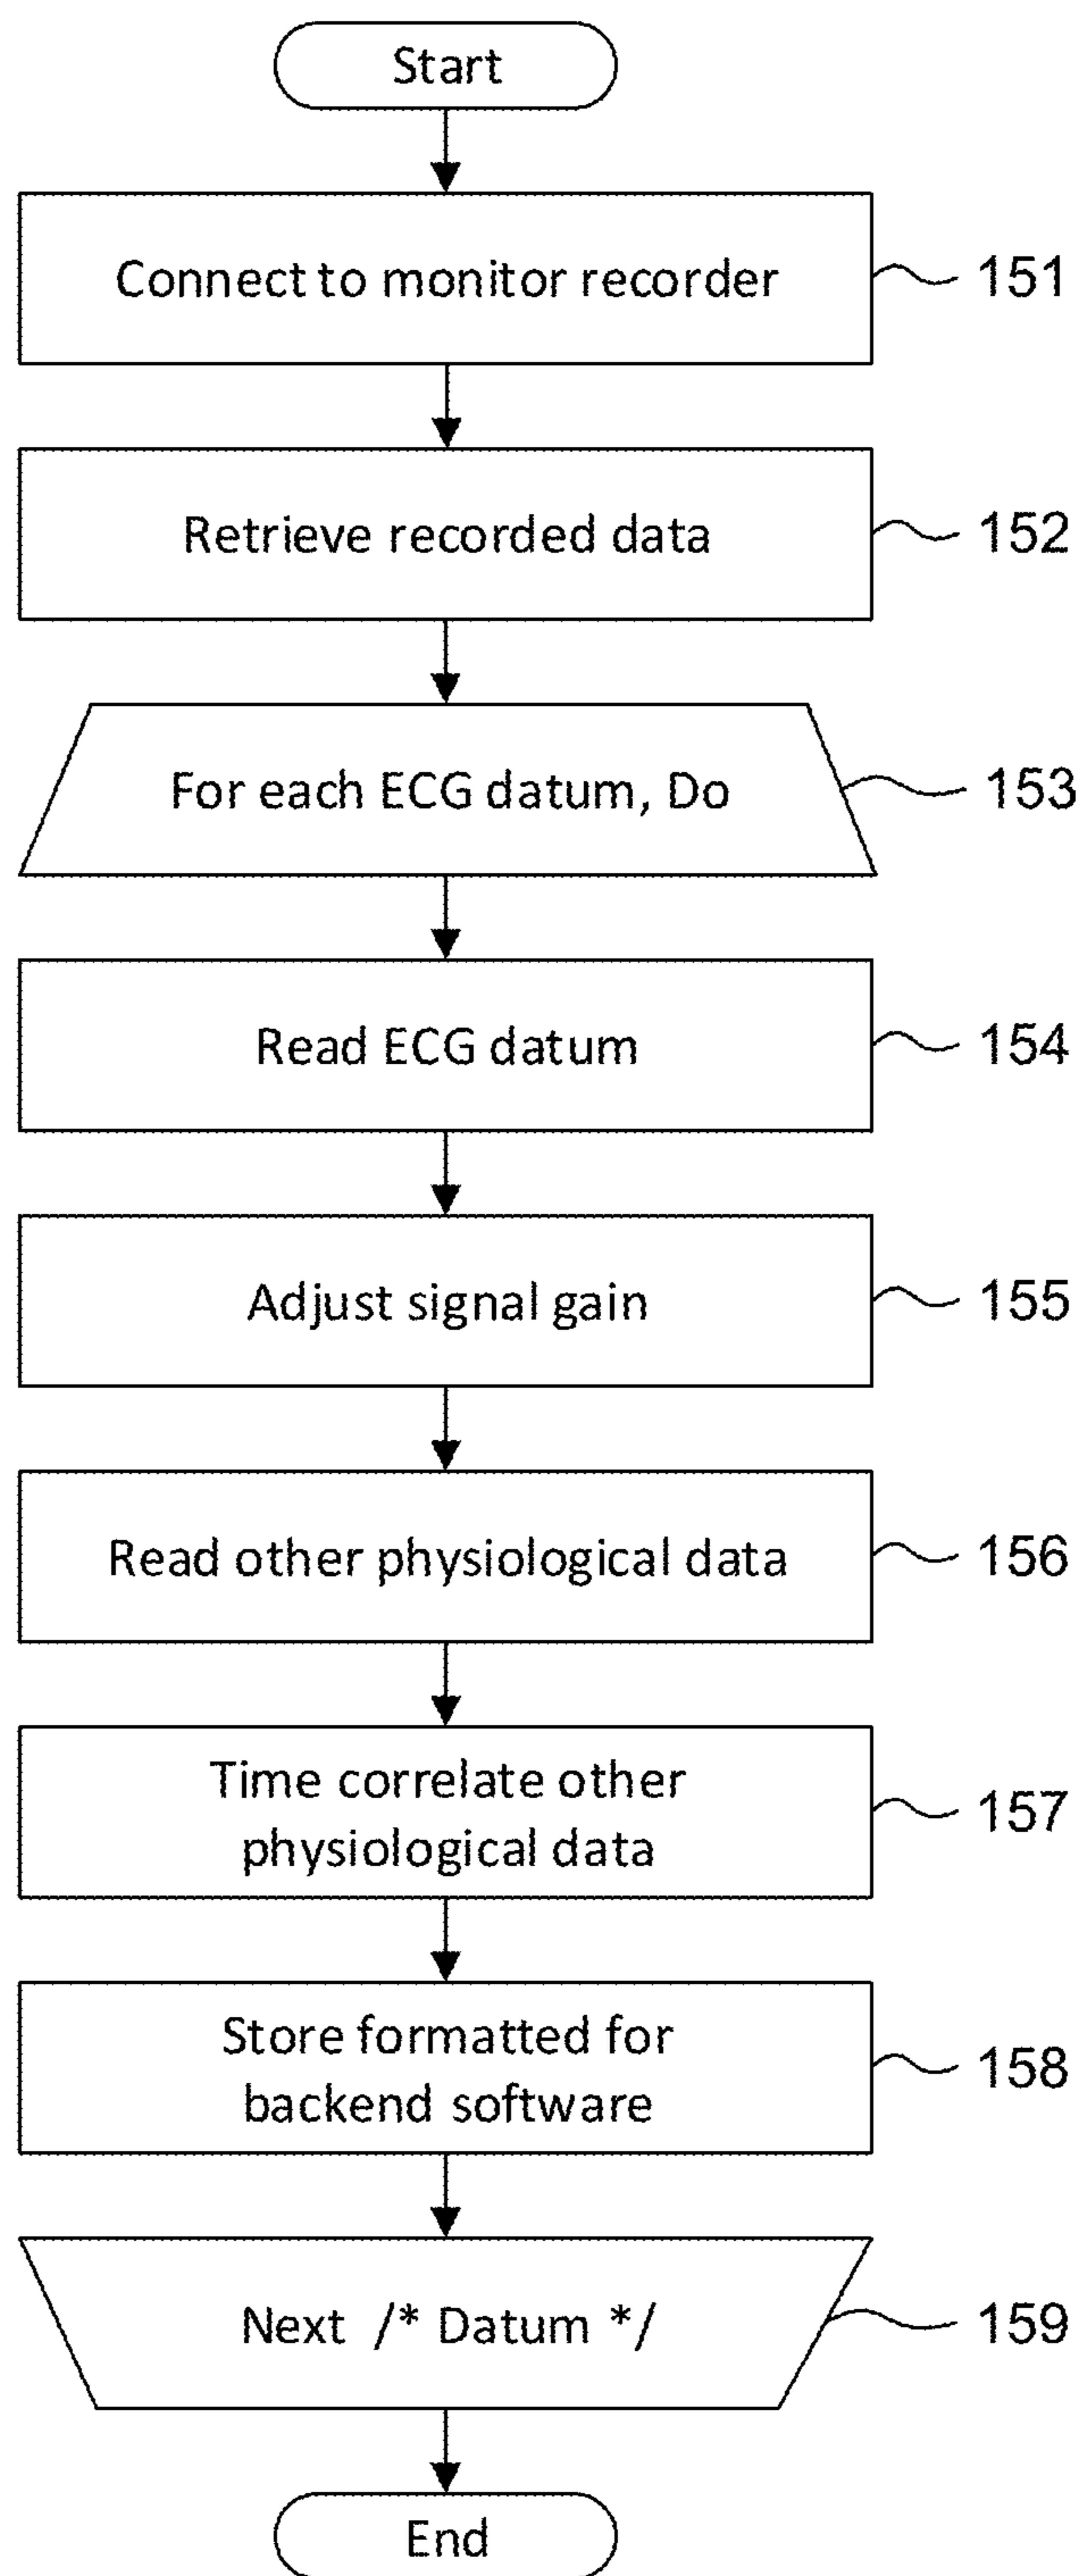 Start
Connect to monitor recorder
151
Retrieve recorded data
152
For each ECG datum, Do
153
Read ECG datum
154
Adjust signal gain
155
Read other physiological data
156
Time correlate other
physiological data
157
Store formatted for
backend software
158
Next /* Datum */
159
End